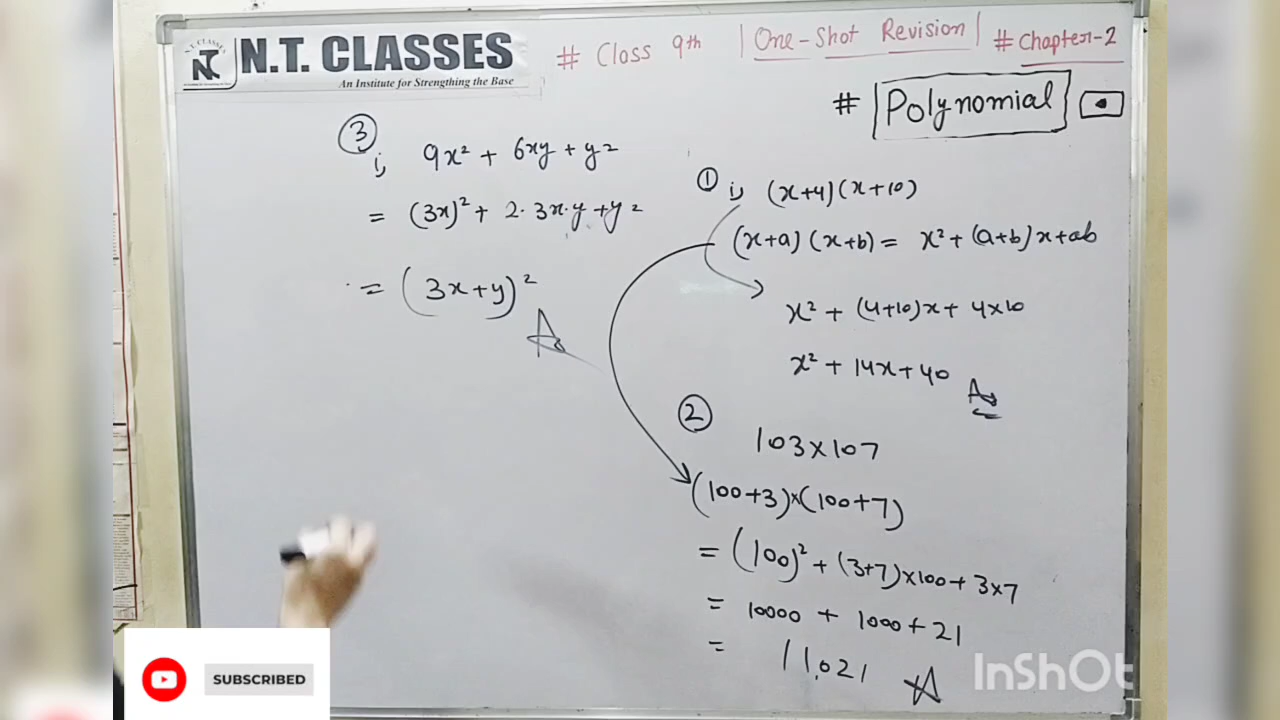 N.T. CLASSES
An Institute for Strengthening the Base
# Class 9th | One-Shot Revision | # Chapter-2
# Polynomial
③
i, 9x² + 6xy + y²
= (3x)² + 2·3x·y + y²
= (3x+y)²
① i, (x+4)(x+10)
(x+a)(x+b) = x² + (a+b)x + ab
x² + (4+10)x + 4×10
x² + 14x + 40
②
103×107
(100+3)×(100+7)
= (100)² + (3+7)×100 + 3×7
= 10000 + 1000 + 21
= 11,021
SUBSCRIBED
InShOt